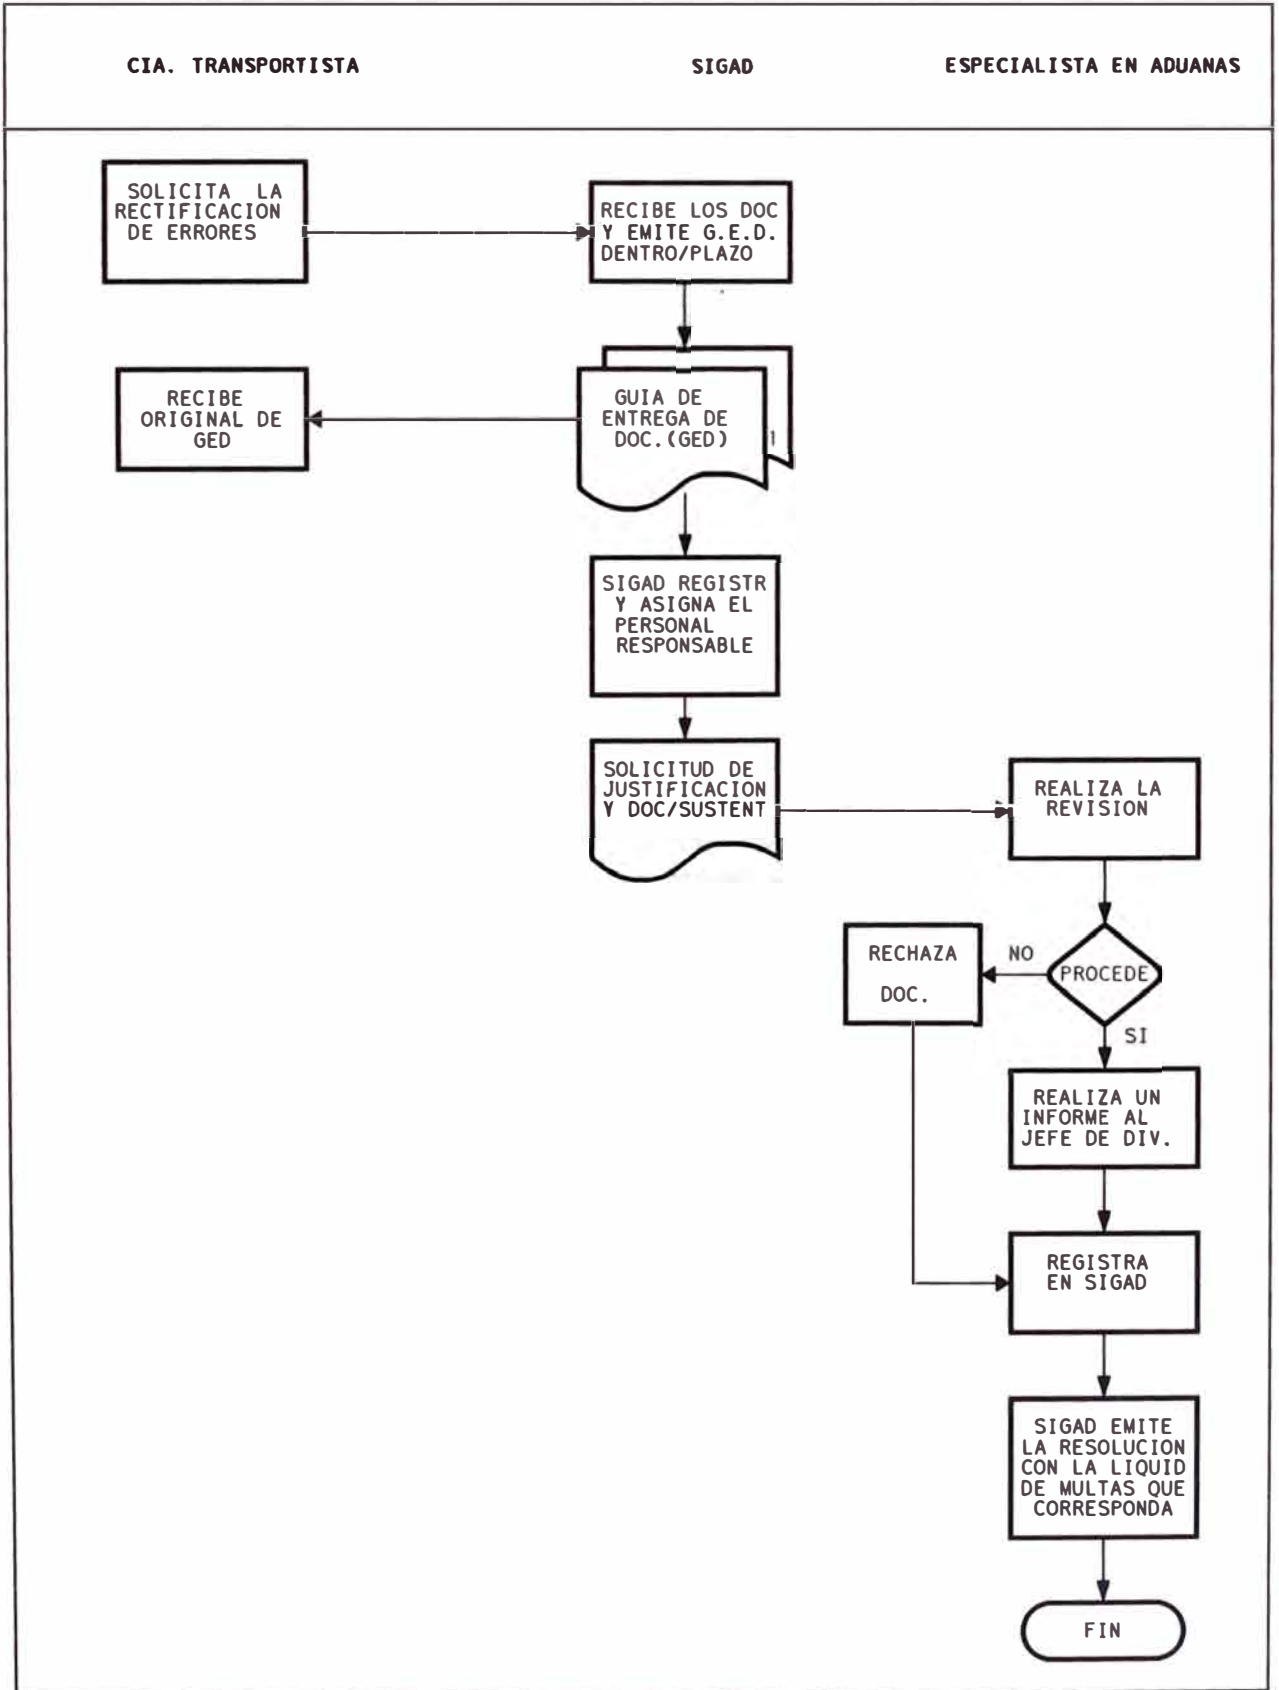 CIA. TRANSPORTISTA
SIGAD
ESPECIALISTA EN ADUANAS
SOLICITA LA
RECTIFICACION
DE ERRORES
RECIBE LOS DOC
Y EMITE G.E.D.
DENTRO/PLAZO
RECIBE
ORIGINAL DE
GED
GUIA DE
ENTREGA DE
DOC.(GED)
1
SIGAD REGISTR
Y ASIGNA EL
PERSONAL
RESPONSABLE
SOLICITUD DE
JUSTIFICACION
Y DOC/SUSTENT
REALIZA LA
REVISION
RECHAZA
DOC.
NO
PROCEDE
SI
REALIZA UN
INFORME AL
JEFE DE DIV.
REGISTRA
EN SIGAD
SIGAD EMITE
LA RESOLUCION
CON LA LIQUID
DE MULTAS QUE
CORRESPONDA
FIN